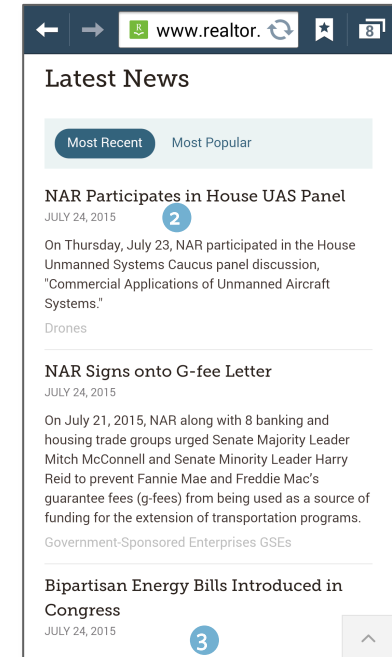 www.realtor.
8
Latest News
Most Recent Most Popular
NAR Participates in House UAS Panel
JULY 24, 2015
2
On Thursday, July 23, NAR participated in the House
Unmanned Systems Caucus panel discussion,
"Commercial Applications of Unmanned Aircraft
Systems."
Drones
NAR Signs onto G-fee Letter
JULY 24, 2015
On July 21, 2015, NAR along with 8 banking and
housing trade groups urged Senate Majority Leader
Mitch McConnell and Senate Minority Leader Harry
Reid to prevent Fannie Mae and Freddie Mac's
guarantee fees (g-fees) from being used as a source of
funding for the extension of transportation programs.
Government-Sponsored Enterprises GSEs
Bipartisan Energy Bills Introduced in
Congress
JULY 24, 2015
3